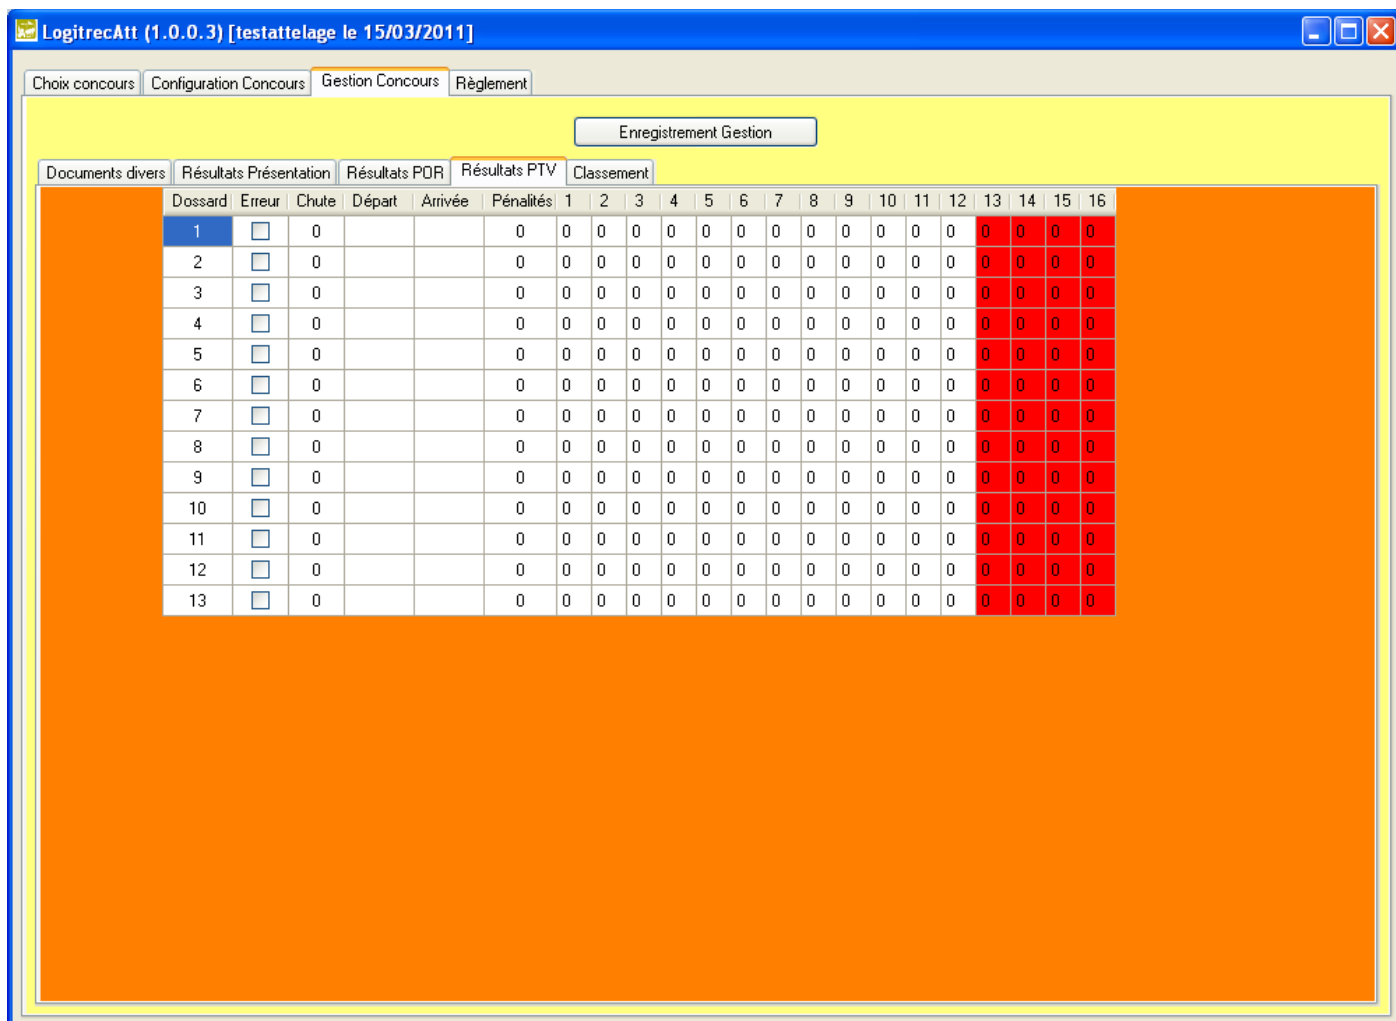 LogitrecAtt (1.0.0.3) [testattelage le 15/03/2011]
Choix concours Configuration Concours Gestion Concours Règlement
Enregistrement Gestion
Documents divers Résultats Présentation Résultats POR Résultats PTV Classement
Dossard Erreur Chute Départ Arrivée Pénalités 1 2 3 4 5 6 7 8 9 10 11 12 13 14 15 16
1 0 0 0 0 0 0 0 0 0 0 0 0 0 0 0 0 0 0
2 0 0 0 0 0 0 0 0 0 0 0 0 0 0 0 0 0 0
3 0 0 0 0 0 0 0 0 0 0 0 0 0 0 0 0 0 0
4 0 0 0 0 0 0 0 0 0 0 0 0 0 0 0 0 0 0
5 0 0 0 0 0 0 0 0 0 0 0 0 0 0 0 0 0 0
6 0 0 0 0 0 0 0 0 0 0 0 0 0 0 0 0 0 0
7 0 0 0 0 0 0 0 0 0 0 0 0 0 0 0 0 0 0
8 0 0 0 0 0 0 0 0 0 0 0 0 0 0 0 0 0 0
9 0 0 0 0 0 0 0 0 0 0 0 0 0 0 0 0 0 0
10 0 0 0 0 0 0 0 0 0 0 0 0 0 0 0 0 0 0
11 0 0 0 0 0 0 0 0 0 0 0 0 0 0 0 0 0 0
12 0 0 0 0 0 0 0 0 0 0 0 0 0 0 0 0 0 0
13 0 0 0 0 0 0 0 0 0 0 0 0 0 0 0 0 0 0